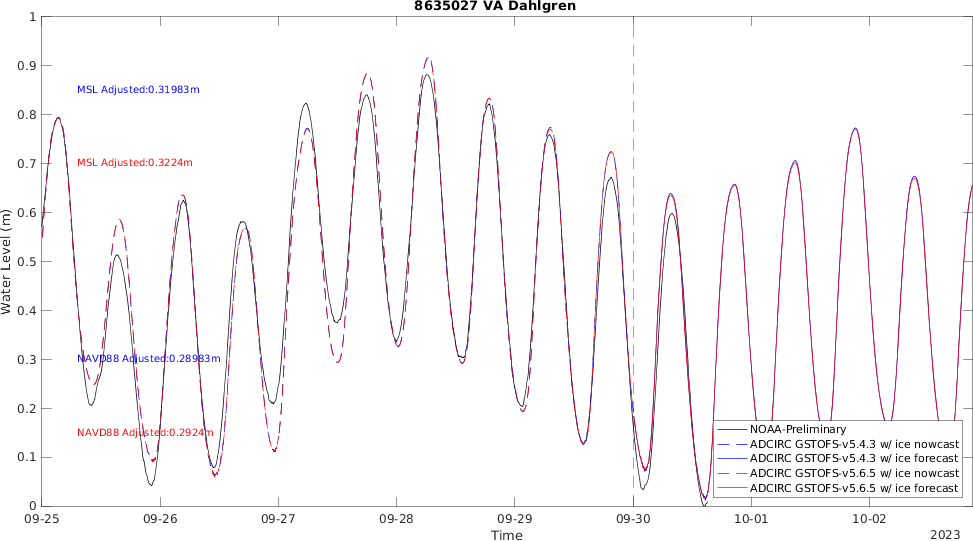 8635027 VA Dahlgren
1
0.9
0.8
0.7
0.6
0.5
0.4
0.3
0.2
0.1
0
Water Level (m)
MSL Adjusted:0.31983m
MSL Adjusted:0.3224m
NAVD88 Adjusted:0.28983m
NAVD88 Adjusted:0.2924m
NOAA-Preliminary
ADCIRC GSTOFS-v5.4.3 w/ ice nowcast
ADCIRC GSTOFS-v5.4.3 w/ ice forecast
ADCIRC GSTOFS-v5.6.5 w/ ice nowcast
ADCIRC GSTOFS-v5.6.5 w/ ice forecast
09-25 09-26 09-27 09-28 09-29 09-30 10-01 10-02
Time
2023